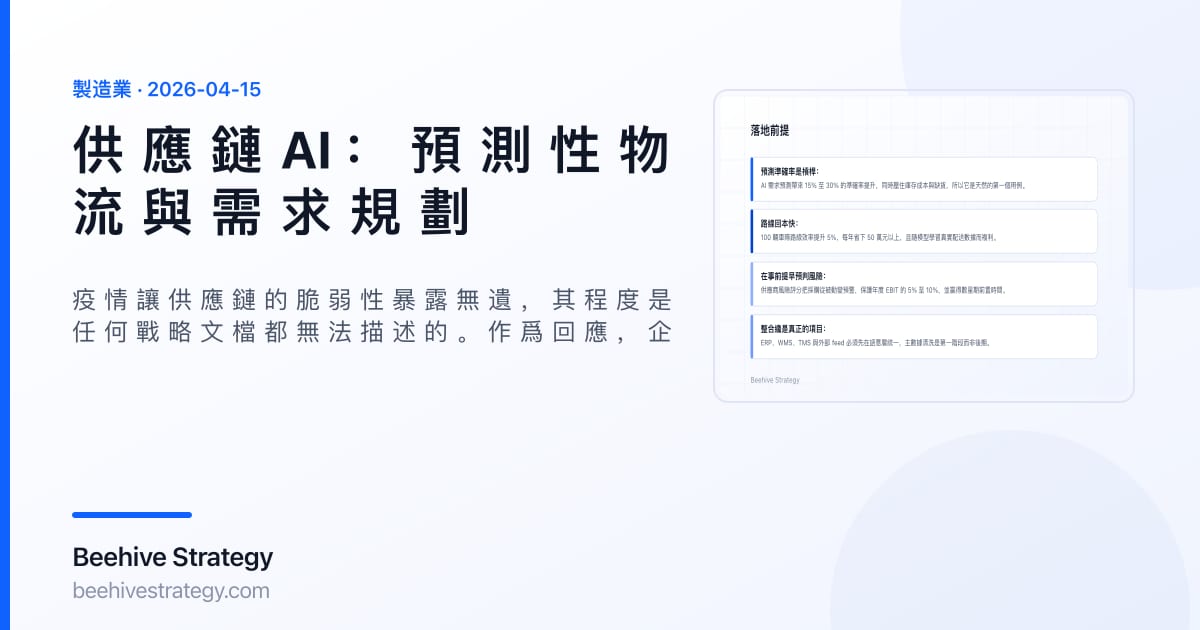 製造業 · 2026-04-15
供應鏈 AI： 預測性物
流與需求規劃
疫情讓供應鏈的脆弱性暴露無遺，其程度是
任何戰略文檔都無法描述的。作爲回應，企
Beehive Strategy
beehivestrategy.com
落地前提
預測準確率是槓桿：
AI 需求預測帶來 15% 至 30% 的準確率提升，同時壓住庫存成本與缺貨，所以它是天然的第一個用例。
路線回本快：
100 輛車隊路線效率提升 5%，每年省下 50 萬元以上，且隨模型學習真實配送數據而複利。
在事前提早預判風險：
供應商風險評分把採購從被動變預警，保護年度 EBIT 的 5% 至 10%，並贏得數星期前置時間。
整合纔是真正的項目：
ERP、WMS、TMS 與外部 feed 必須先在語意層統一，主數據清洗是第一階段而非後期。
Beehive Strategy